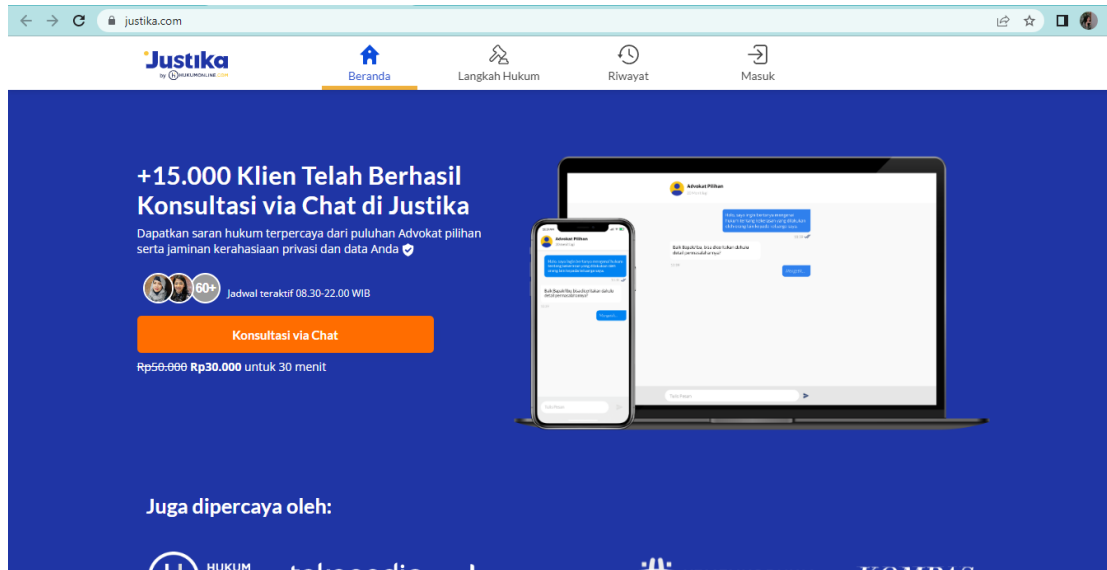 justika.com
Justika
by HUKUMONLINE.COM
Beranda
Langkah Hukum
Riwayat
Masuk
+15.000 Klien Telah Berhasil
Konsultasi via Chat di Justika
Dapatkan saran hukum terpercaya dari puluhan Advokat pilihan
serta jaminan kerahasiaan privasi dan data Anda
60+
Jadwal teraktif 08.30-22.00 WIB
Konsultasi via Chat
Rp50.000 Rp30.000 untuk 30 menit
Advokat Pilihan
Advokat Pilihan
Juga dipercaya oleh:
HUKUM
tokopedia
KOMPAS